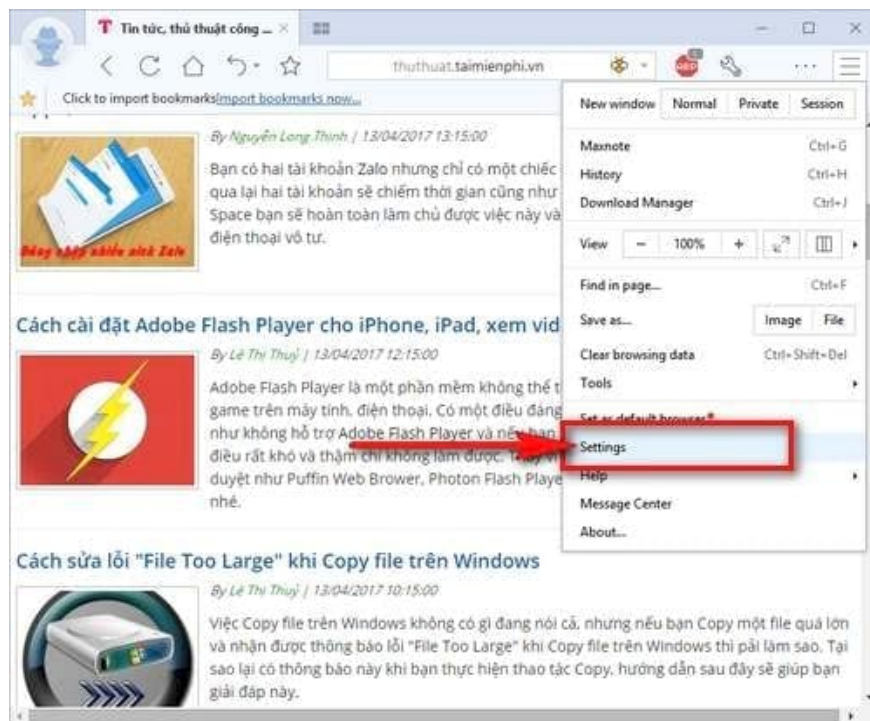 Tin tức, thủ thuật công ...
thuthuat.taimienphi.vn
ABP
Click to import bookmarks Import bookmarks now...
By Nguyễn Long Thịnh | 13/04/2017 13:15:00
Bạn có hai tài khoản Zalo nhưng chỉ có một chiếc
qua lại hai tài khoản sẽ chiếm thời gian cũng như
Space bạn sẽ hoàn toàn làm chủ được việc này và
điện thoại vô tư.
Đăng nhập nhiều nick Zalo
Cách cài đặt Adobe Flash Player cho iPhone, iPad, xem vid
By Lê Thị Thuỷ | 13/04/2017 12:15:00
Adobe Flash Player là một phần mềm không thể t
game trên máy tính, điện thoại. Có một điều đáng
như không hỗ trợ Adobe Flash Player và nếu bạn
điều rất khó và thậm chí không làm được.
duyệt như Puffin Web Brower, Photon Flash Playe
nhé.
Cách sửa lỗi "File Too Large" khi Copy file trên Windows
By Lê Thị Thuỷ | 13/04/2017 10:15:00
Việc Copy file trên Windows không có gì đang nói cả, nhưng nếu bạn Copy một file quá lớn
và nhận được thông báo lỗi "File Too Large" khi Copy file trên Windows thì pải làm sao. Tại
sao lại có thông báo này khi bạn thực hiện thao tác Copy, hướng dẫn sau đây sẽ giúp bạn
giải đáp này.
New window Normal Private Session
Maxnote Ctrl+G
History Ctrl+H
Download Manager Ctrl+J
View − 100% +
Find in page... Ctrl+F
Save as... Image File
Clear browsing data Ctrl+Shift+Del
Tools
Set as default browser
Settings
Help
Message Center
About...